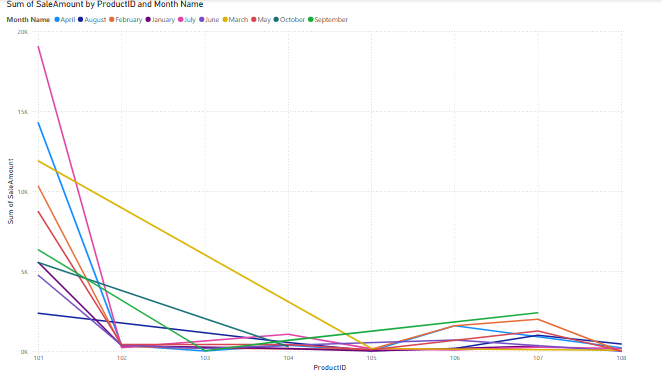 Sum of SaleAmount by ProductID and Month Name
Month Name April August February January July June March May October September
20K
15K
10K
5K
0K
Sum of SaleAmount
101 102 103 104 105 106 107 108
ProductID